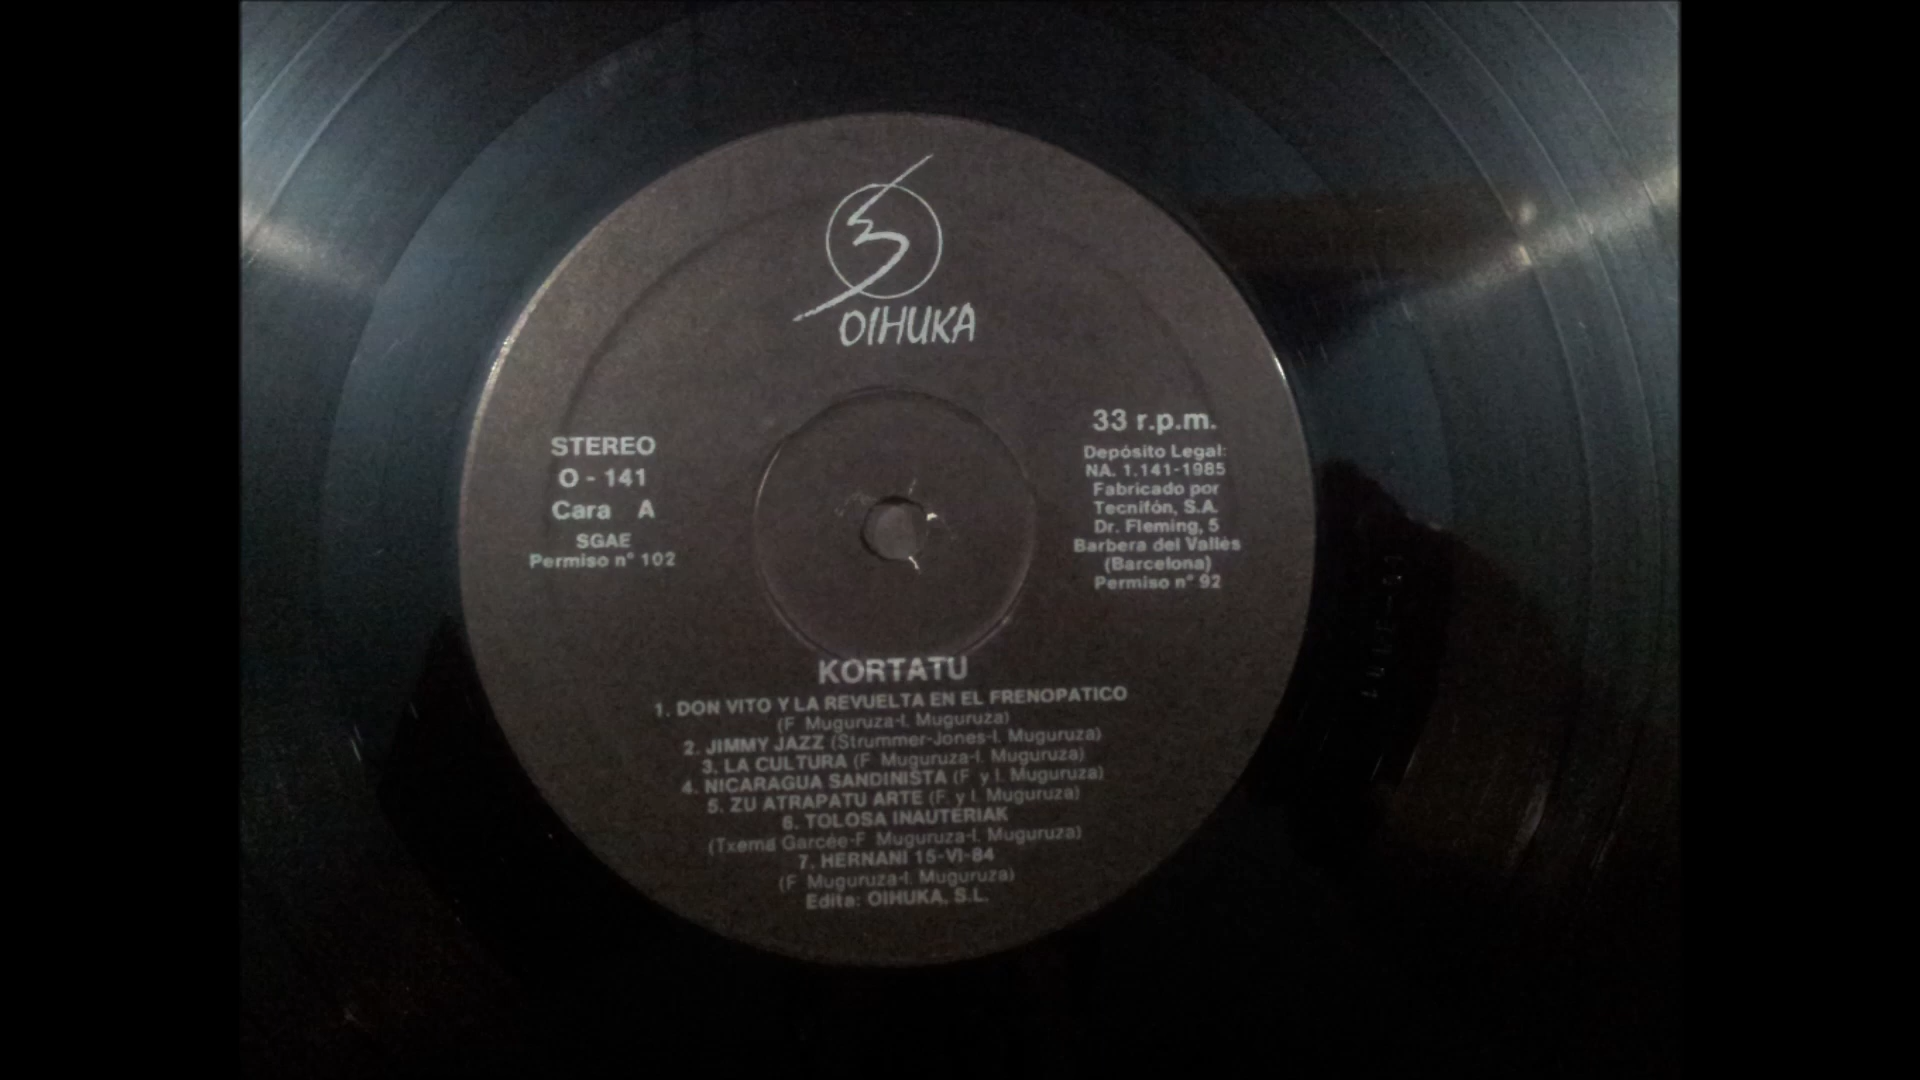 OIHUKA
STEREO
O - 141
Cara A
SGAE
Permiso n° 102
33 r.p.m.
Depósito Legal:
NA. 1.141-1985
Fabricado por
Tecnifón, S.A.
Dr. Fleming, 5
Barbera del Vallès
(Barcelona)
Permiso n° 92
KORTATU
1. DON VITO Y LA REVUELTA EN EL FRENOPATICO
(F Muguruza-I. Muguruza)
2. JIMMY JAZZ (Strummer-Jones-I. Muguruza)
3. LA CULTURA (F Muguruza-I. Muguruza)
4. NICARAGUA SANDINISTA (F y I. Muguruza)
5. ZU ATRAPATU ARTE (F. y I. Muguruza)
6. TOLOSA INAUTERIAK
(Txema Garcée-F Muguruza-I. Muguruza)
7. HERNANI 15-VI-84
(F Muguruza-I. Muguruza)
Edita: OIHUKA, S.L.